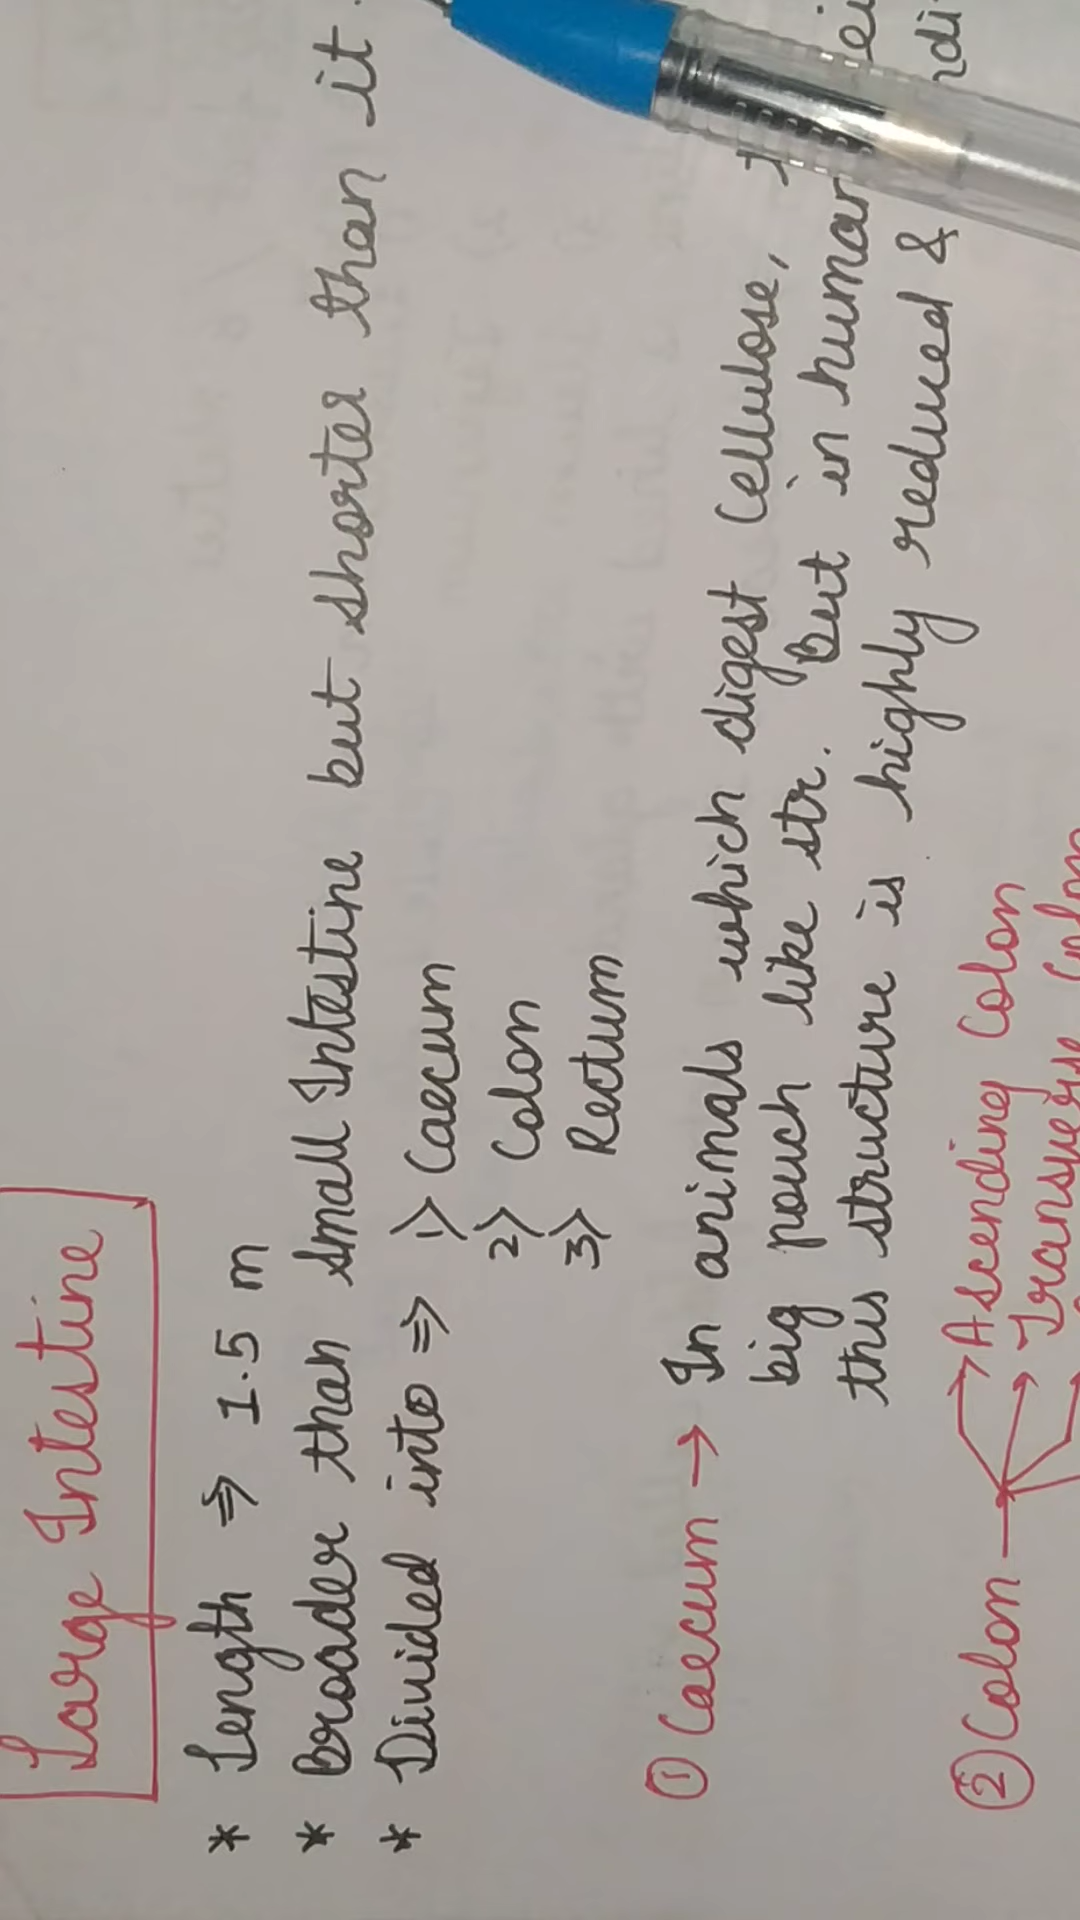 Large Intestine
* Length ⇒ 1.5 m
* Broader than small Intestine but shorter than it.
* Divided into ⇒ 1) Caecum
2) Colon
3) Rectum
① Caecum → In animals which digest Cellulose,
big pouch like str. But in human
this structure is highly reduced &
② Colon → Ascending Colon
→ Transverse Colon